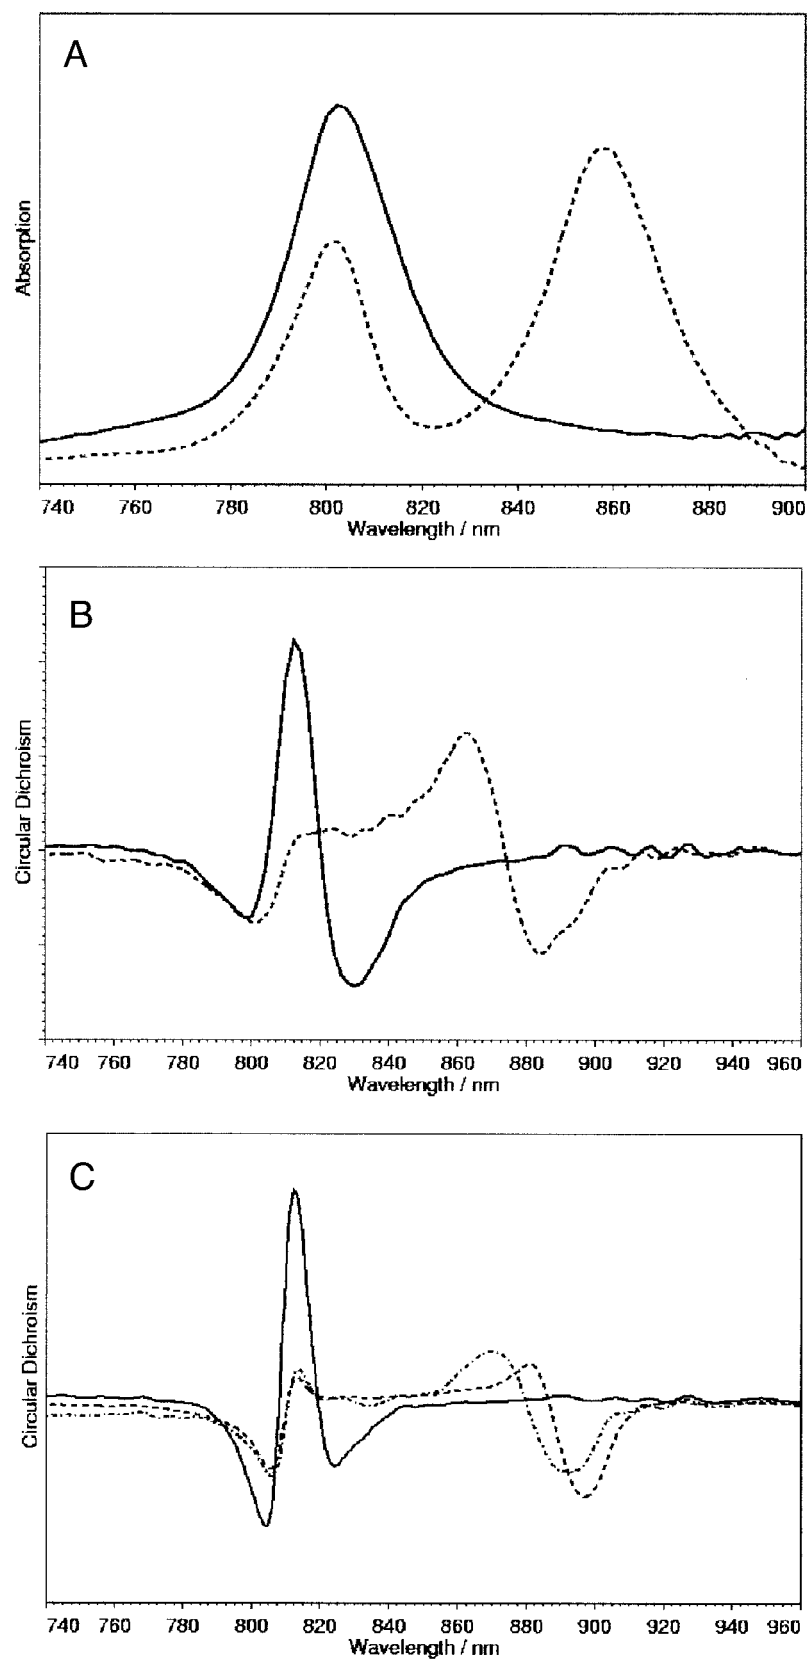 A
Absorption
740 760 780 800 820 840 860 880 900
Wavelength / nm
B
Circular Dichroism
740 760 780 800 820 840 860 880 900 920 940 960
Wavelength / nm
C
Circular Dichroism
740 760 780 800 820 840 860 880 900 920 940 960
Wavelength / nm